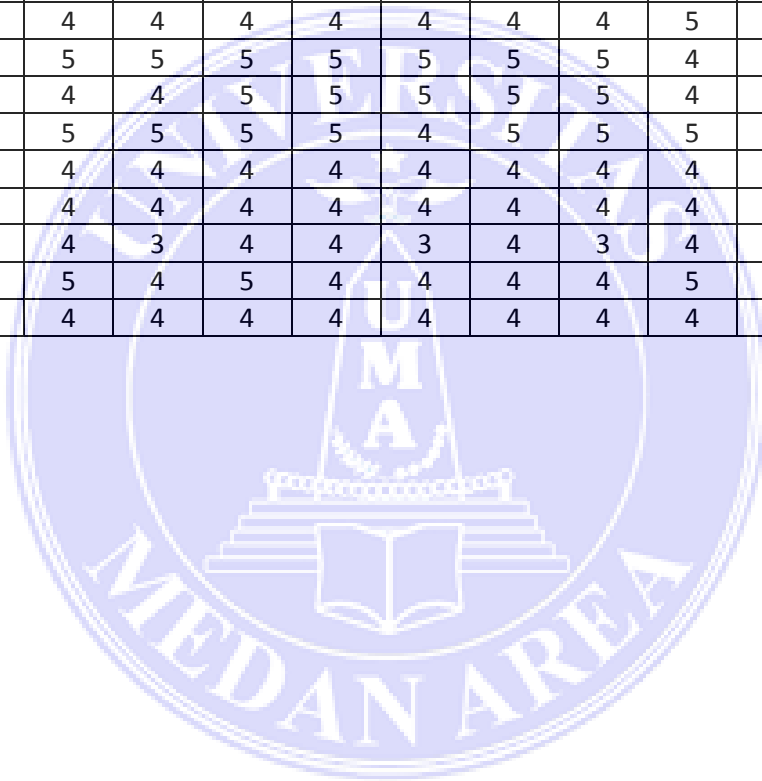 4 4 4 4 4 4 4 5
5 5 5 5 5 5 5 4
4 4 5 5 5 5 5 4
5 5 5 5 4 5 5 5
4 4 4 4 4 4 4 4
4 4 4 4 4 4 4 4
4 3 4 4 3 4 3 4
5 4 5 4 4 4 4 5
4 4 4 4 4 4 4 4
UNIVERSITAS
U
M
A
MEDAN AREA